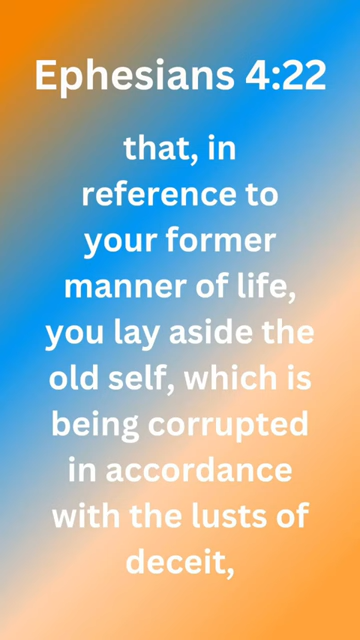 Ephesians 4:22
that, in
reference to
your former
manner of life,
you lay aside the
old self, which is
being corrupted
in accordance
with the lusts of
deceit,